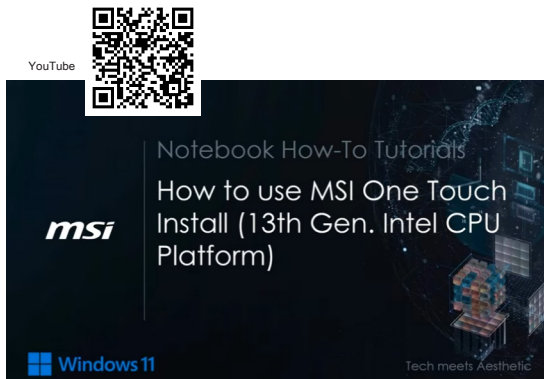 YouTube
Notebook How-To Tutorials
How to use MSI One Touch
Install (13th Gen. Intel CPU
Platform)
msi
Windows 11
Tech meets Aesthetic